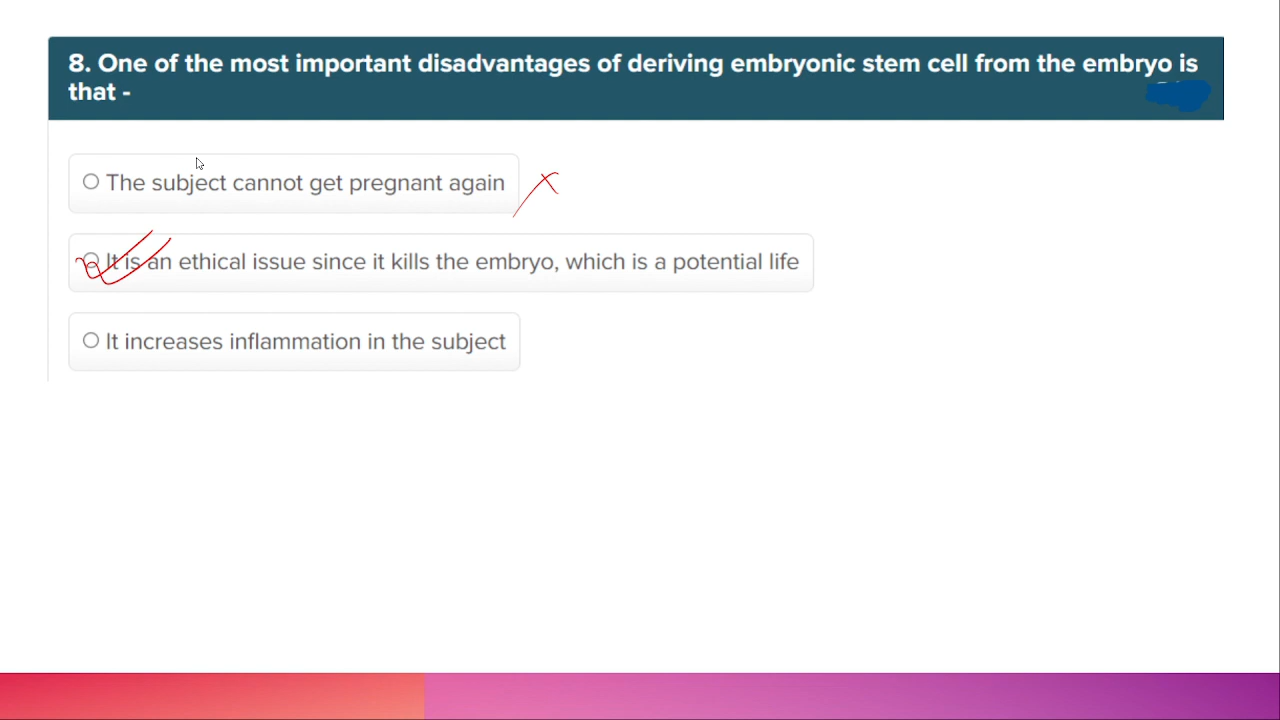 8. One of the most important disadvantages of deriving embryonic stem cell from the embryo is
that -
The subject cannot get pregnant again
It is an ethical issue since it kills the embryo, which is a potential life
It increases inflammation in the subject